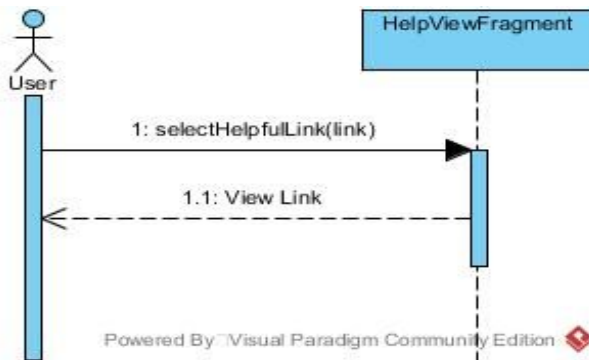 HelpViewFragment
User
1: selectHelpfulLink(link)
1.1: View Link
Powered By Visual Paradigm Community Edition